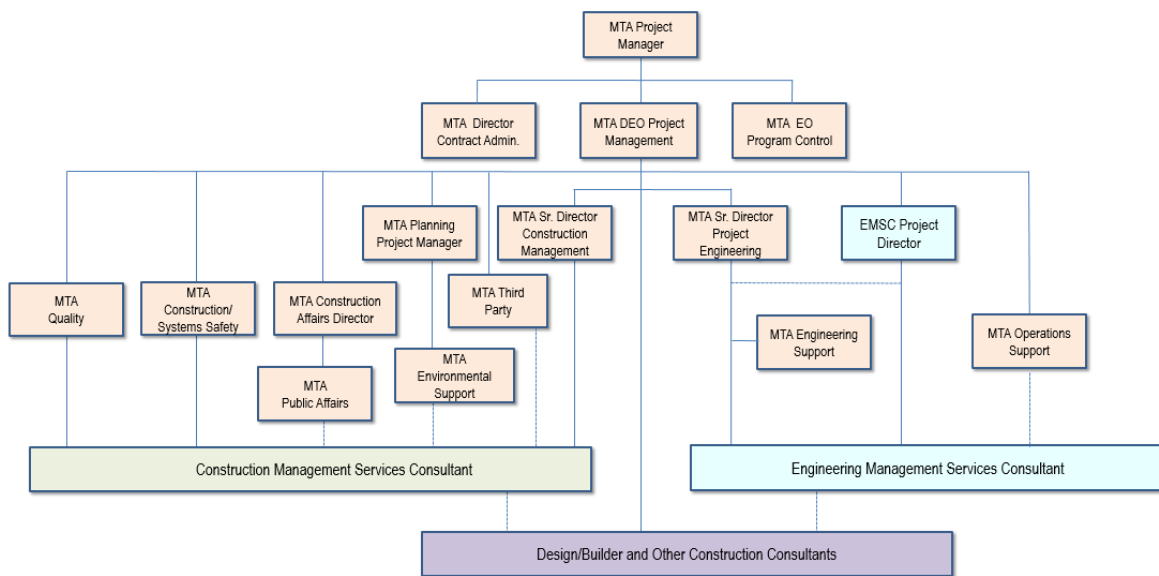 MTA Project
Manager
MTA Director
Contract Admin.
MTA DEO Project
Management
MTA EO
Program Control
MTA Planning
Project Manager
MTA Sr. Director
Construction
Management
MTA Sr. Director
Project
Engineering
EMSC Project
Director
MTA
Quality
MTA
Construction/
Systems Safety
MTA Construction
Affairs Director
MTA Third
Party
MTA Engineering
Support
MTA Operations
Support
MTA
Public Affairs
MTA
Environmental
Support
Construction Management Services Consultant
Engineering Management Services Consultant
Design/Builder and Other Construction Consultants